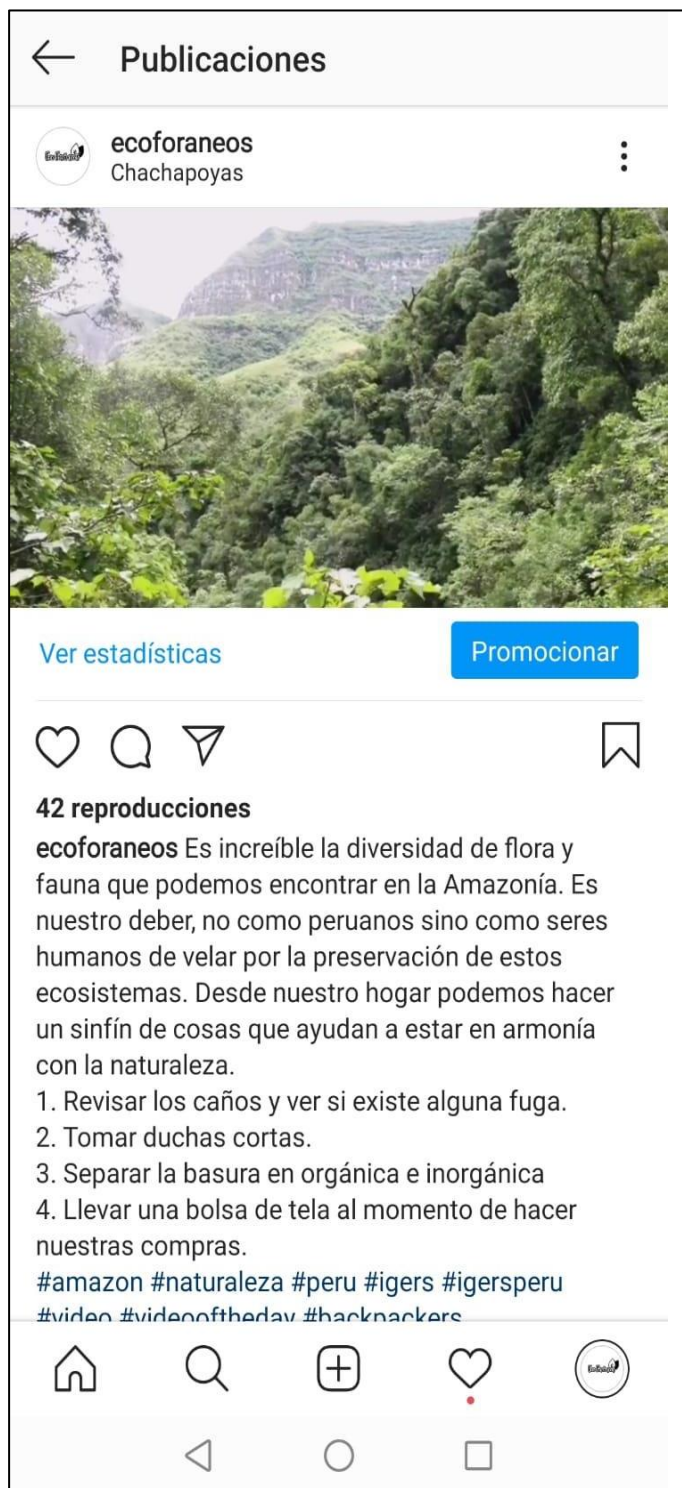 Publicaciones
ecoforaneos
Chachapoyas
Ver estadísticas
Promocionar
42 reproducciones
ecoforaneos Es increíble la diversidad de flora y
fauna que podemos encontrar en la Amazonía. Es
nuestro deber, no como peruanos sino como seres
humanos de velar por la preservación de estos
ecosistemas. Desde nuestro hogar podemos hacer
un sinfín de cosas que ayudan a estar en armonía
con la naturaleza.
1. Revisar los caños y ver si existe alguna fuga.
2. Tomar duchas cortas.
3. Separar la basura en orgánica e inorgánica
4. Llevar una bolsa de tela al momento de hacer
nuestras compras.
#amazon #naturaleza #peru #igers #igersperu
#video #videooftheday #backpackers